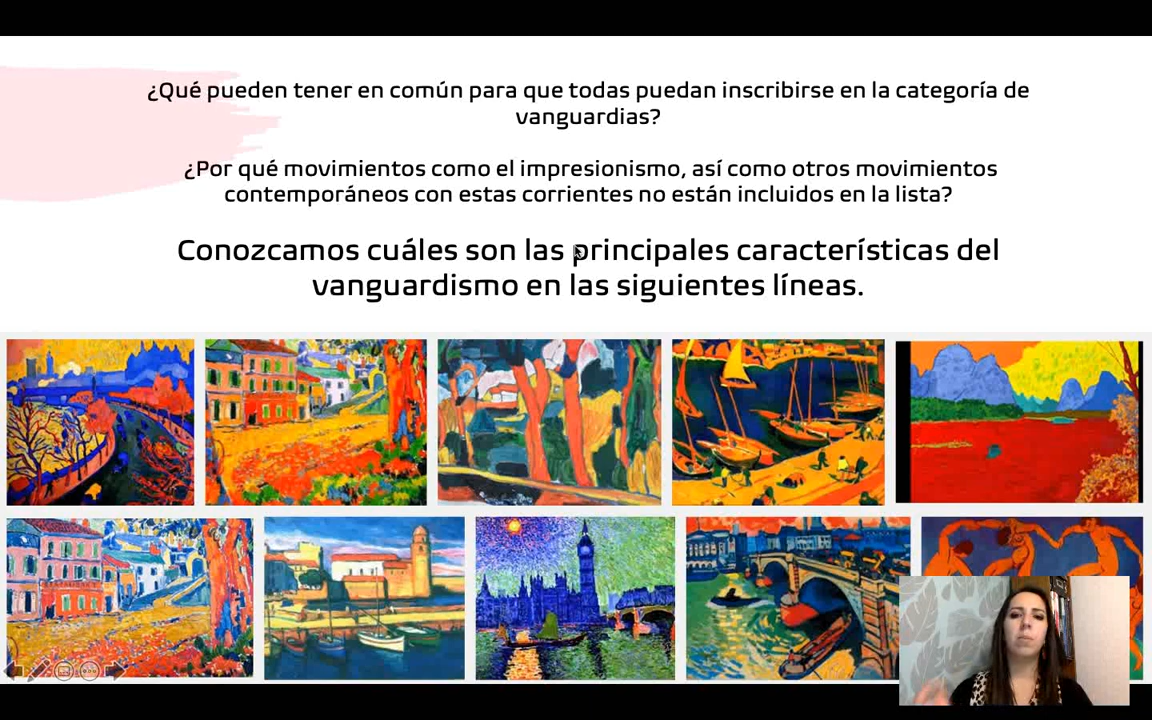 ¿Qué pueden tener en común para que todas puedan inscribirse en la categoría de
vanguardias?
¿Por qué movimientos como el impresionismo, así como otros movimientos
contemporáneos con estas corrientes no están incluidos en la lista?
Conozcamos cuáles son las principales características del
vanguardismo en las siguientes líneas.